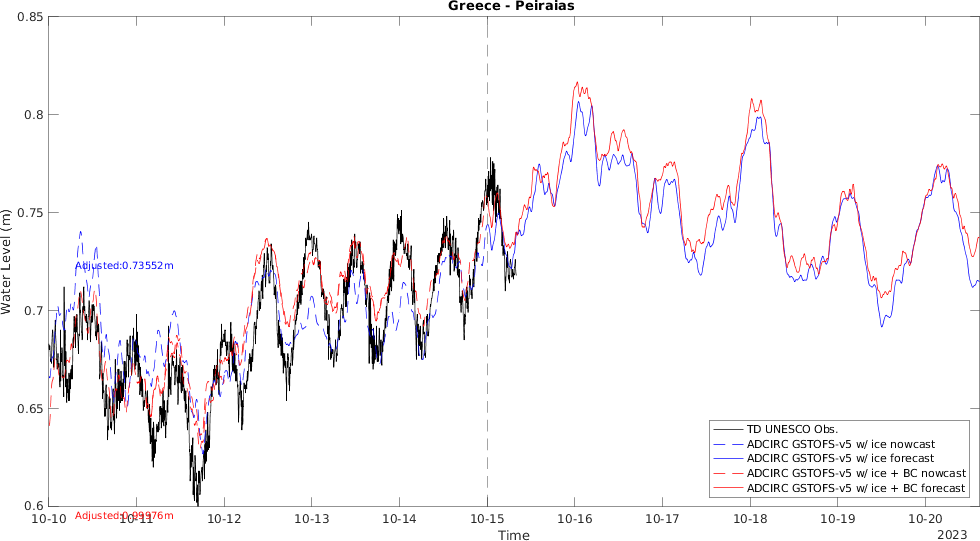 Greece - Peiraias
0.85
0.8
0.75
0.7
0.65
0.6
Water Level (m)
Adjusted:0.73552m
TD UNESCO Obs.
ADCIRC GSTOFS-v5 w/ ice nowcast
ADCIRC GSTOFS-v5 w/ ice forecast
ADCIRC GSTOFS-v5 w/ ice + BC nowcast
ADCIRC GSTOFS-v5 w/ ice + BC forecast
10-10 10-11 10-12 10-13 10-14 10-15 10-16 10-17 10-18 10-19 10-20
Time
2023